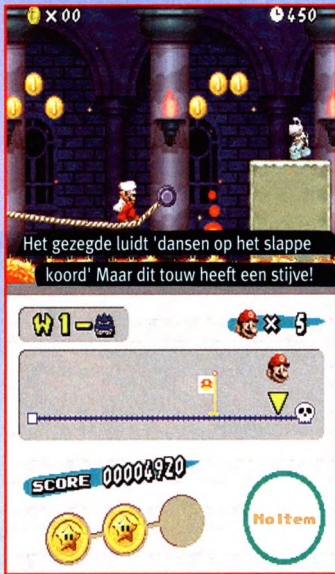 × 00
450
Het gezegde luidt 'dansen op het slappe
koord' Maar dit touw heeft een stijve!
W 1 -
× 5
SCORE 00004920
No Item